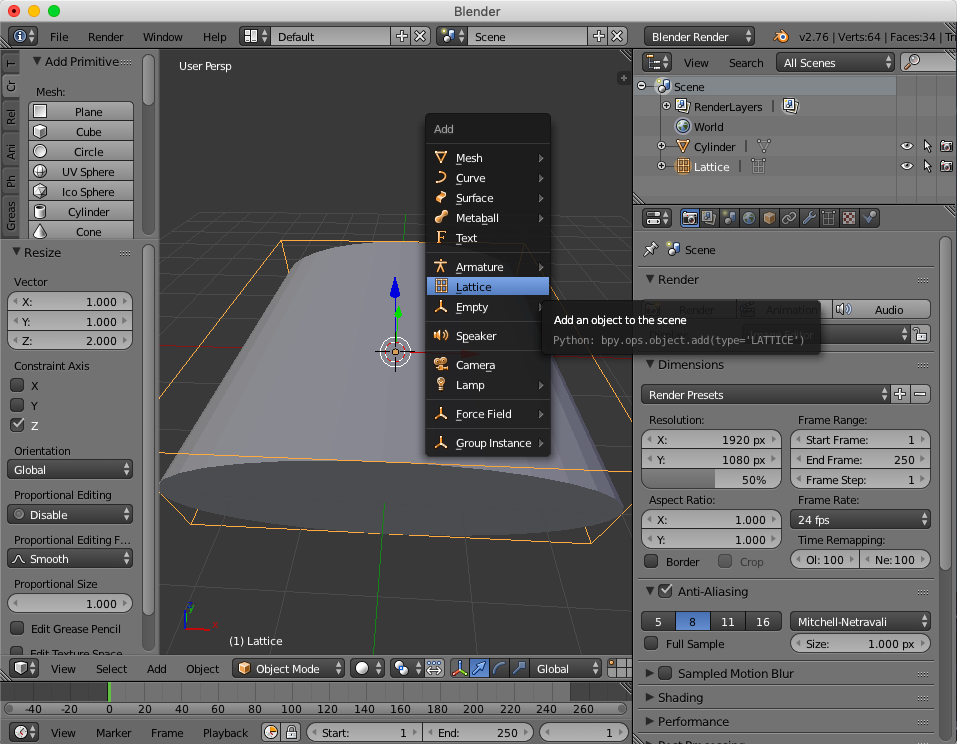 Blender
File Render Window Help Default Scene Blender Render v2.76 | Verts:64 | Faces:34 |
T
Cr
Rel
Ani
Ph
Greas
Add Primitive
Mesh:
Plane
Cube
Circle
UV Sphere
Ico Sphere
Cylinder
Cone
Resize
Vector
X: 1.000
Y: 1.000
Z: 2.000
Constraint Axis
X
Y
Z
Orientation
Global
Proportional Editing
Disable
Proportional Editing F...
Smooth
Proportional Size
1.000
Edit Grease Pencil
Edit Texture Space
User Persp
Add
Mesh
Curve
Surface
Metaball
Text
Armature
Lattice
Empty
Speaker
Camera
Lamp
Force Field
Group Instance
Add an object to the scene
Python: bpy.ops.object.add(type='LATTICE')
(1) Lattice
View Select Add Object Object Mode Global
-40 -20 0 20 40 60 80 100 120 140 160 180 200 220 240 260
View Marker Frame Playback Start: 1 End: 250 1
View Search All Scenes
Scene
RenderLayers |
World
Cylinder |
Lattice |
Scene
Render
Animation Audio
Dimensions
Render Presets
Resolution: Frame Range:
X: 1920 px Start Frame: 1
Y: 1080 px End Frame: 250
50% Frame Step: 1
Aspect Ratio: Frame Rate:
X: 1.000 24 fps
Y: 1.000 Time Remapping:
Border Crop Ol: 100 Ne: 100
Anti-Aliasing
5 8 11 16 Mitchell-Netravali
Full Sample Size: 1.000 px
Sampled Motion Blur
Shading
Performance